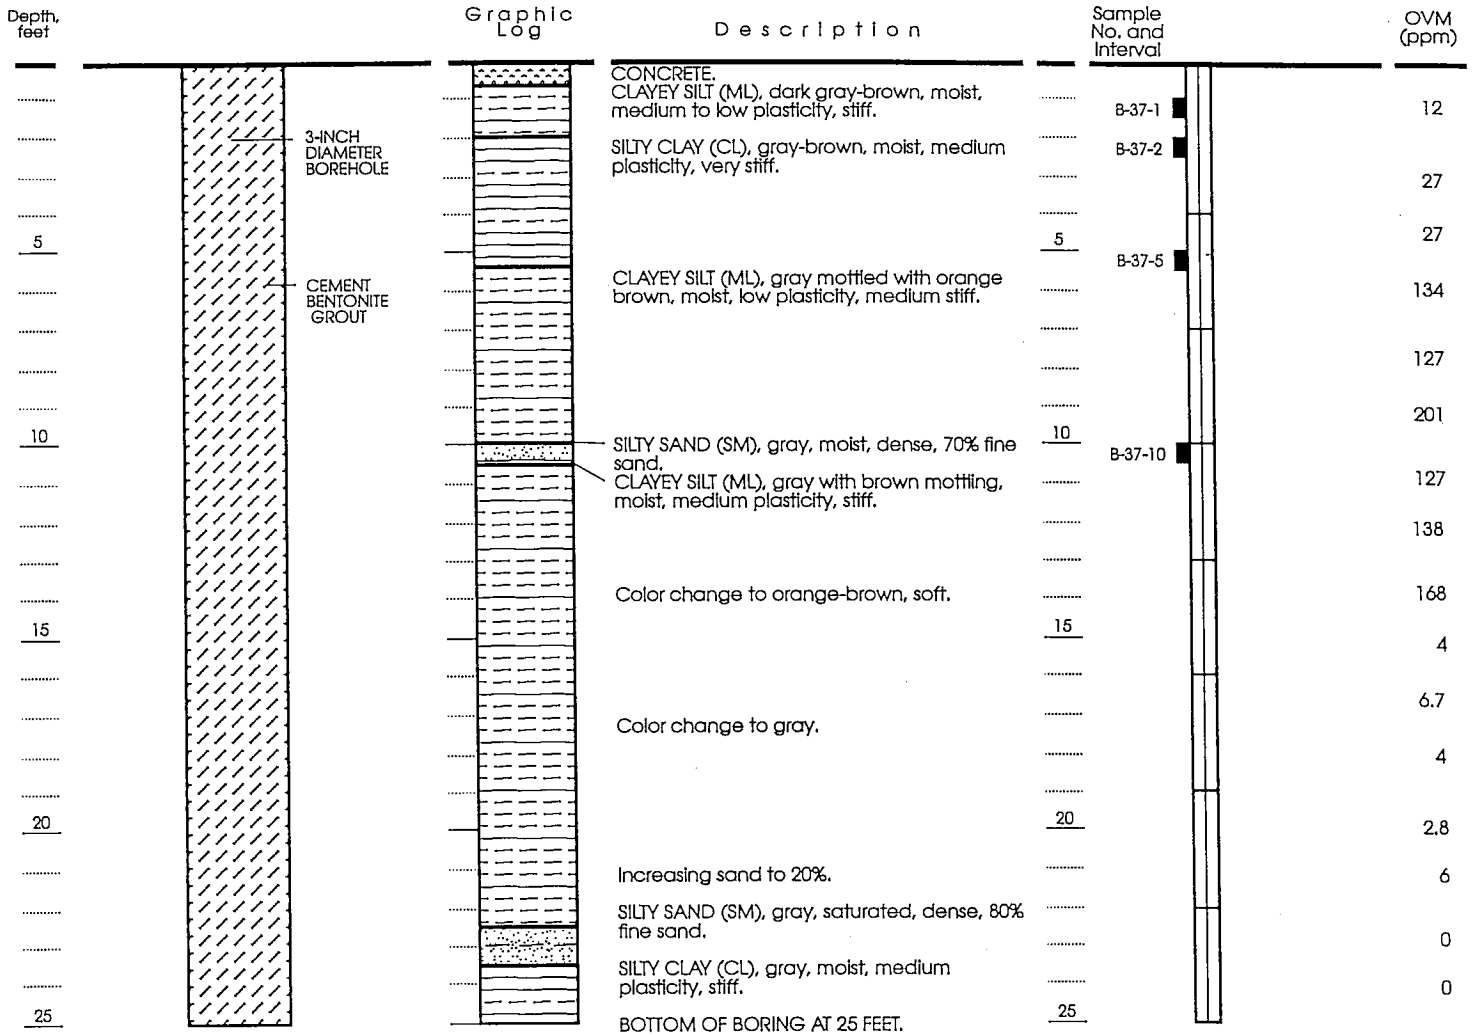 Depth,
feet
Graphic
Log
Description
Sample
No. and
Interval
OVM
(ppm)
CONCRETE.
CLAYEY SILT (ML), dark gray-brown, moist,
medium to low plasticity, stiff.
B-37-1
12
3-INCH
DIAMETER
BOREHOLE
SILTY CLAY (CL), gray-brown, moist, medium
plasticity, very stiff.
B-37-2
27
5
5
27
B-37-5
CEMENT
BENTONITE
GROUT
CLAYEY SILT (ML), gray mottled with orange
brown, moist, low plasticity, medium stiff.
134
127
201
10
SILTY SAND (SM), gray, moist, dense, 70% fine
sand.
10
B-37-10
CLAYEY SILT (ML), gray with brown mottling,
moist, medium plasticity, stiff.
127
138
Color change to orange-brown, soft.
168
15
15
4
6.7
Color change to gray.
4
20
20
2.8
Increasing sand to 20%.
6
SILTY SAND (SM), gray, saturated, dense, 80%
fine sand.
0
SILTY CLAY (CL), gray, moist, medium
plasticity, stiff.
0
25
BOTTOM OF BORING AT 25 FEET.
25